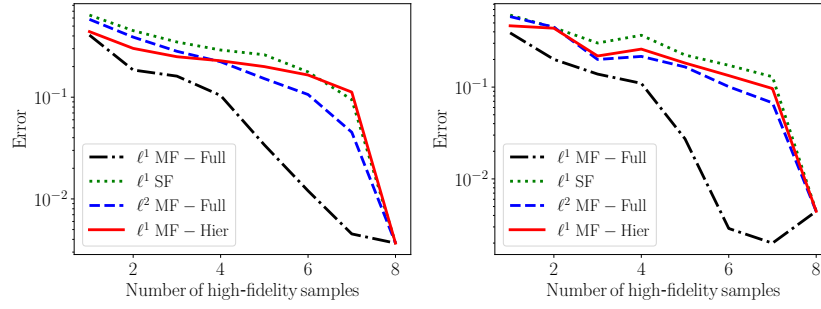 10⁻¹
10⁻²
Error
ℓ¹ MF − Full
ℓ¹ SF
ℓ² MF − Full
ℓ¹ MF − Hier
2 4 6 8
Number of high-fidelity samples
10⁻¹
10⁻²
Error
ℓ¹ MF − Full
ℓ¹ SF
ℓ² MF − Full
ℓ¹ MF − Hier
2 4 6 8
Number of high-fidelity samples